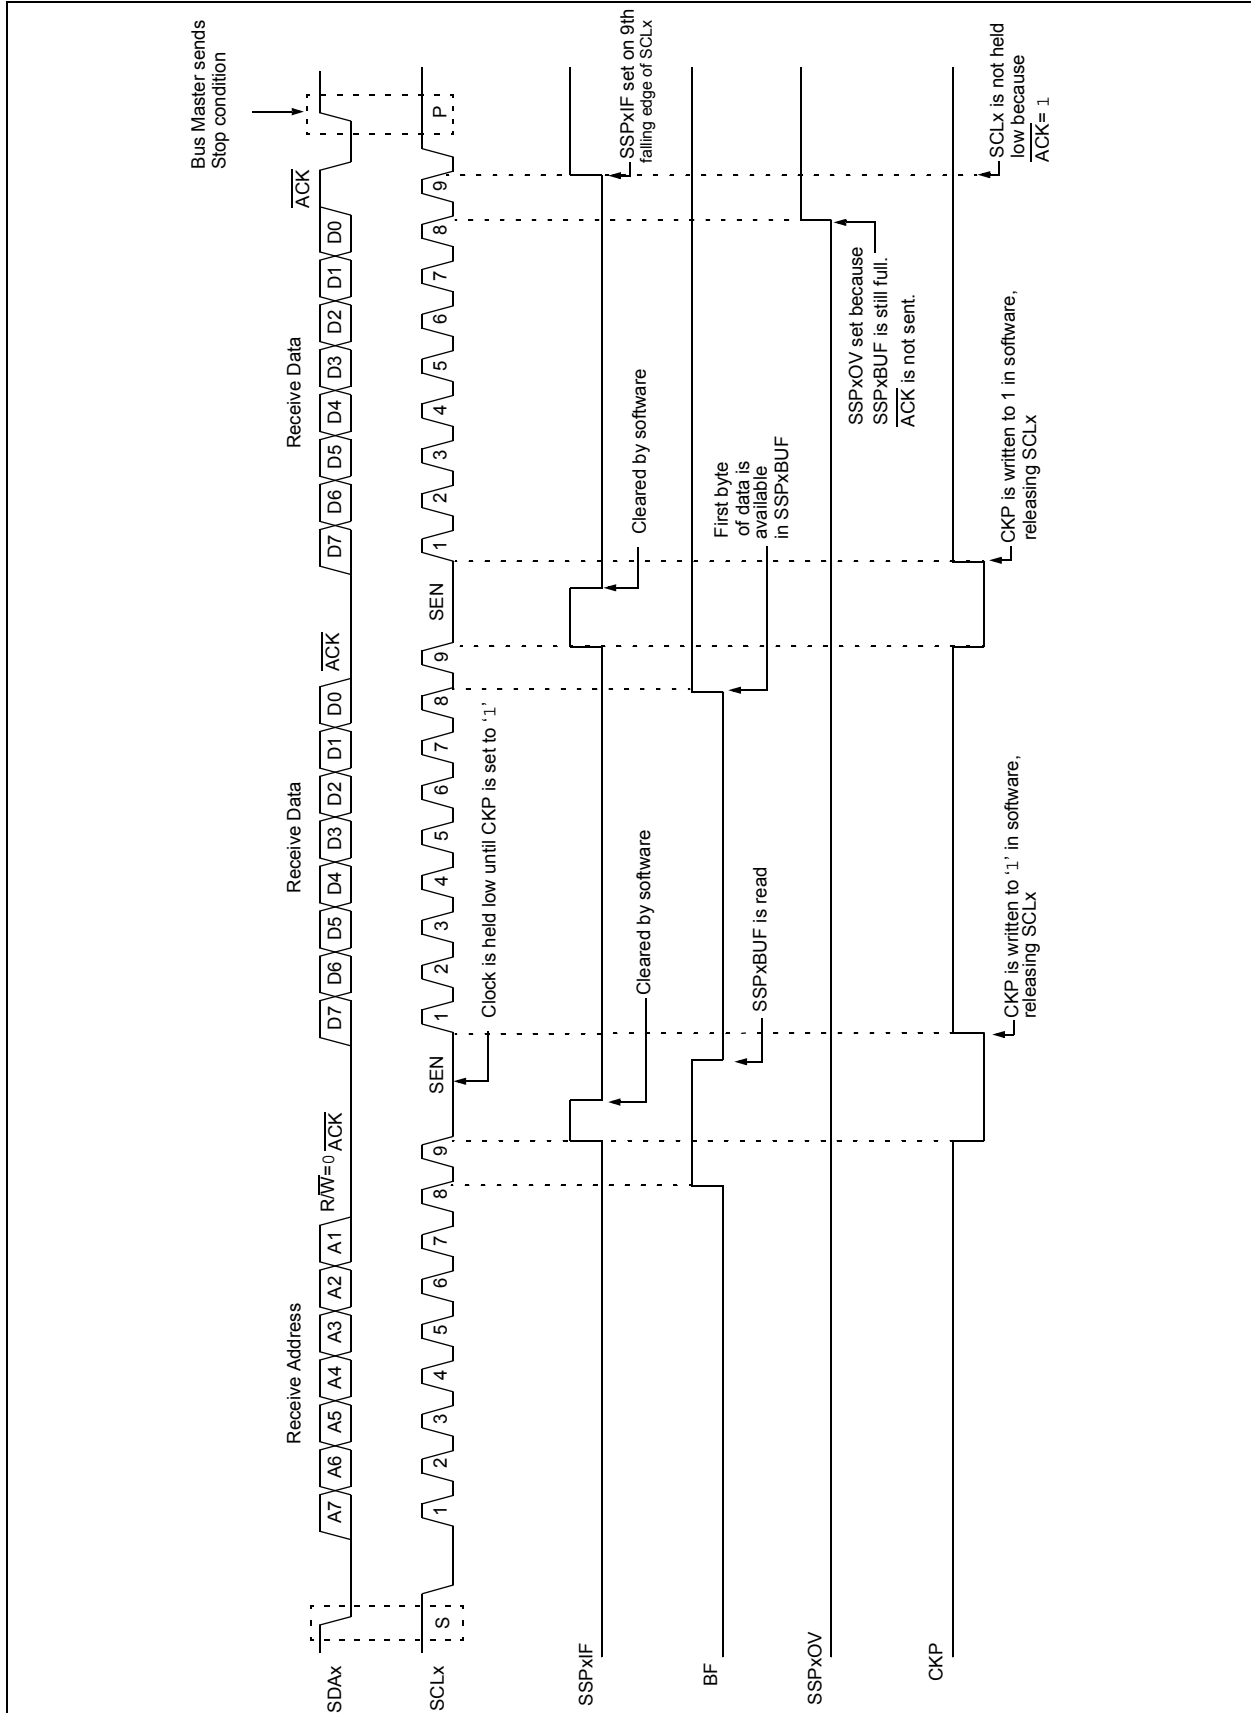 Bus Master sends
Stop condition
Receive Address
Receive Data
Receive Data
SDAx
A7 A6 A5 A4 A3 A2 A1 R/W̅=0 A̅C̅K̅ D7 D6 D5 D4 D3 D2 D1 D0 A̅C̅K̅ D7 D6 D5 D4 D3 D2 D1 D0 A̅C̅K̅
SCLx
S 1 2 3 4 5 6 7 8 9 SEN 1 2 3 4 5 6 7 8 9 SEN 1 2 3 4 5 6 7 8 9 P
Clock is held low until CKP is set to ‘1’
SSPxIF
Cleared by software
Cleared by software
SSPxIF set on 9th
falling edge of SCLx
BF
SSPxBUF is read
First byte
of data is
available
in SSPxBUF
SSPxOV
SSPxOV set because
SSPxBUF is still full.
A̅C̅K̅ is not sent.
CKP
CKP is written to ‘1’ in software,
releasing SCLx
CKP is written to 1 in software,
releasing SCLx
SCLx is not held
low because
A̅C̅K̅= 1